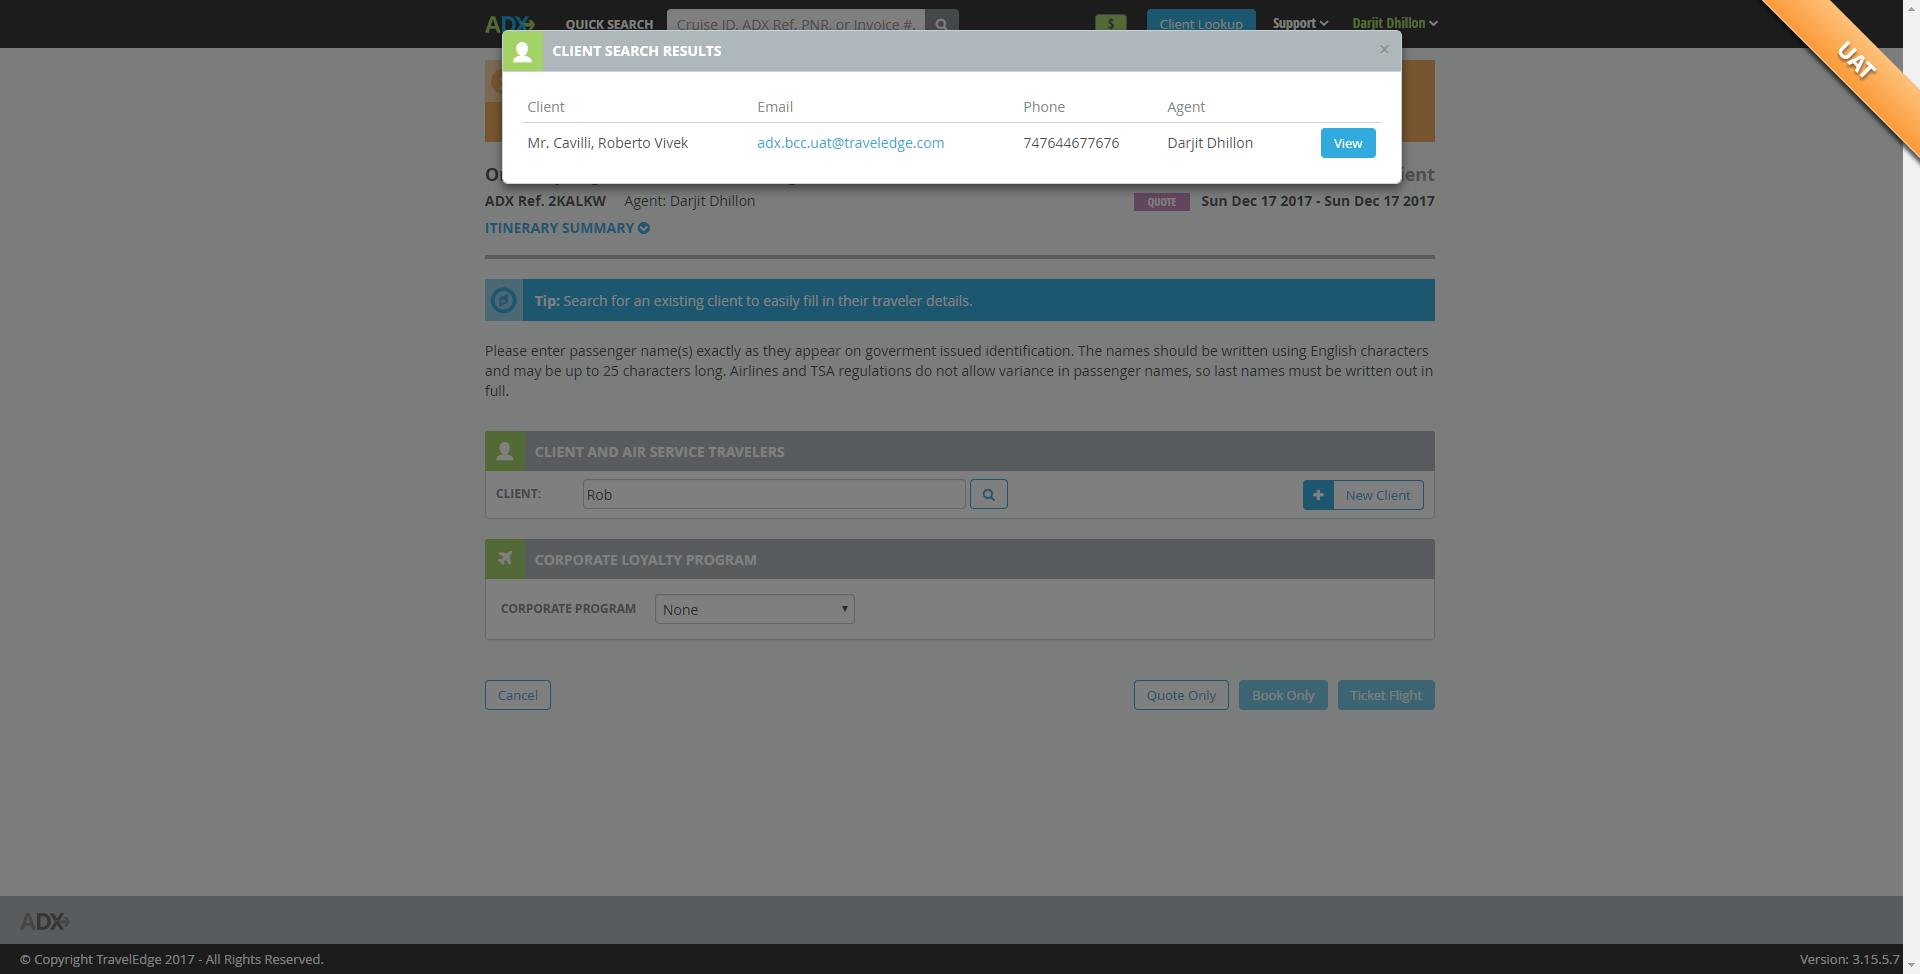 ADX
QUICK SEARCH
Cruise ID, ADX Ref, PNR, or Invoice #.
$
Client Lookup
Support
Darjit Dhillon
UAT
CLIENT SEARCH RESULTS
×
Client Email Phone Agent
Mr. Cavilli, Roberto Vivek adx.bcc.uat@traveledge.com 747644677676 Darjit Dhillon View
ADX Ref. 2KALKW Agent: Darjit Dhillon
QUOTE Sun Dec 17 2017 - Sun Dec 17 2017
ITINERARY SUMMARY
Tip: Search for an existing client to easily fill in their traveler details.
Please enter passenger name(s) exactly as they appear on goverment issued identification. The names should be written using English characters
and may be up to 25 characters long. Airlines and TSA regulations do not allow variance in passenger names, so last names must be written out in
full.
CLIENT AND AIR SERVICE TRAVELERS
CLIENT: Rob New Client
CORPORATE LOYALTY PROGRAM
CORPORATE PROGRAM None
Cancel Quote Only Book Only Ticket Flight
ADX
© Copyright TravelEdge 2017 - All Rights Reserved. Version: 3.15.5.7